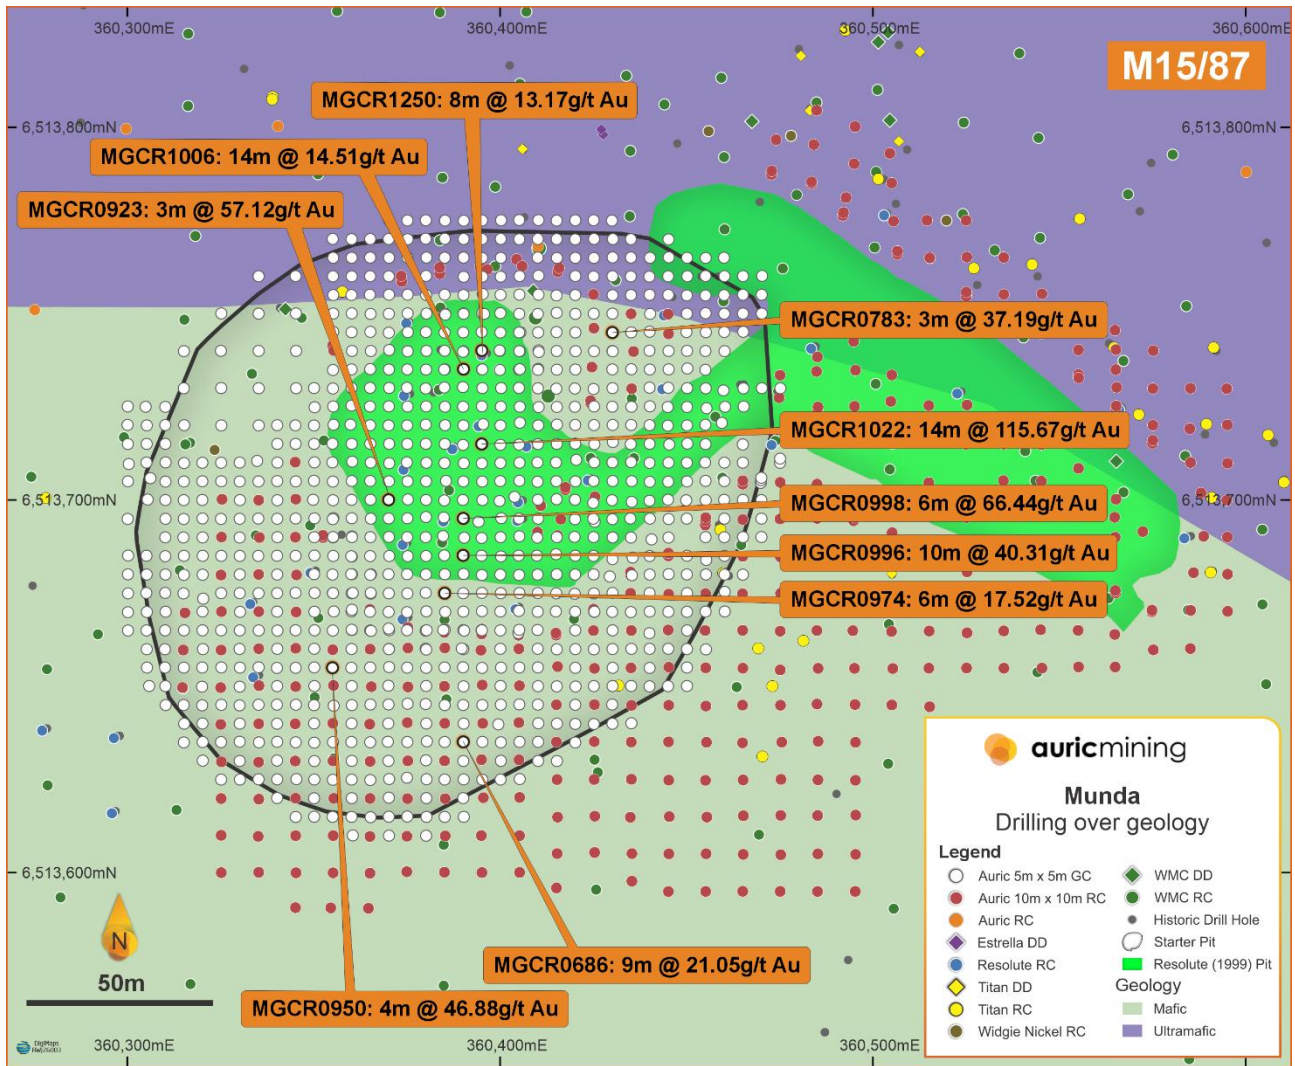 360,300mE
360,400mE
360,500mE
360,600mE
M15/87
MGCR1250: 8m @ 13.17g/t Au
6,513,800mN
6,513,800mN
MGCR1006: 14m @ 14.51g/t Au
MGCR0923: 3m @ 57.12g/t Au
MGCR0783: 3m @ 37.19g/t Au
MGCR1022: 14m @ 115.67g/t Au
6,513,700mN
MGCR0998: 6m @ 66.44g/t Au
6,513,700mN
MGCR0996: 10m @ 40.31g/t Au
MGCR0974: 6m @ 17.52g/t Au
auricmining
Munda
Drilling over geology
Legend
Auric 5m x 5m GC
Auric 10m x 10m RC
Auric RC
Estrella DD
Resolute RC
Titan DD
Titan RC
Widgie Nickel RC
WMC DD
WMC RC
Historic Drill Hole
Starter Pit
Resolute (1999) Pit
Geology
Mafic
Ultramafic
6,513,600mN
N
50m
MGCR0686: 9m @ 21.05g/t Au
MGCR0950: 4m @ 46.88g/t Au
DigiMaps
360,300mE
360,400mE
360,500mE
360,600mE